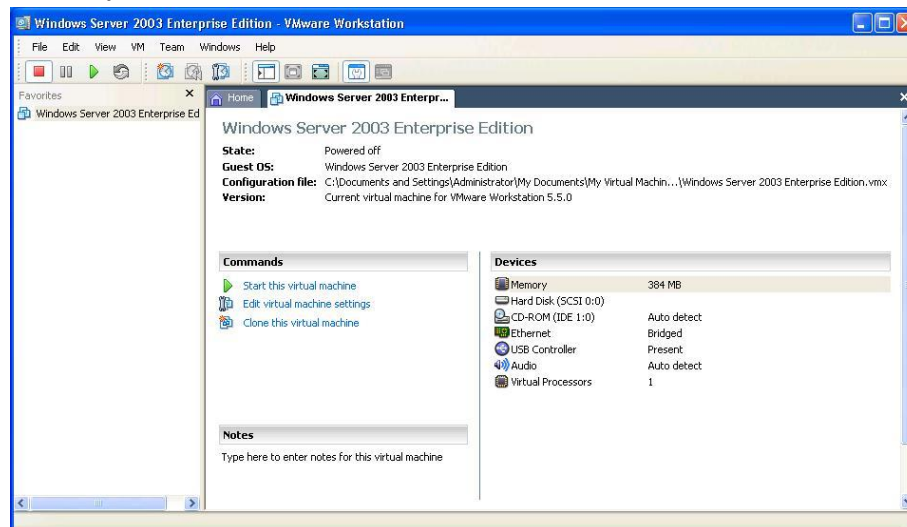 Windows Server 2003 Enterprise Edition - VMware Workstation
File Edit View VM Team Windows Help
Favorites
Windows Server 2003 Enterprise Ed
Home Windows Server 2003 Enterpr...
Windows Server 2003 Enterprise Edition
State: Powered off
Guest OS: Windows Server 2003 Enterprise Edition
Configuration file: C:\Documents and Settings\Administrator\My Documents\My Virtual Machin...\Windows Server 2003 Enterprise Edition.vmx
Version: Current virtual machine for VMware Workstation 5.5.0
Commands
Start this virtual machine
Edit virtual machine settings
Clone this virtual machine
Devices
Memory 384 MB
Hard Disk (SCSI 0:0)
CD-ROM (IDE 1:0) Auto detect
Ethernet Bridged
USB Controller Present
Audio Auto detect
Virtual Processors 1
Notes
Type here to enter notes for this virtual machine